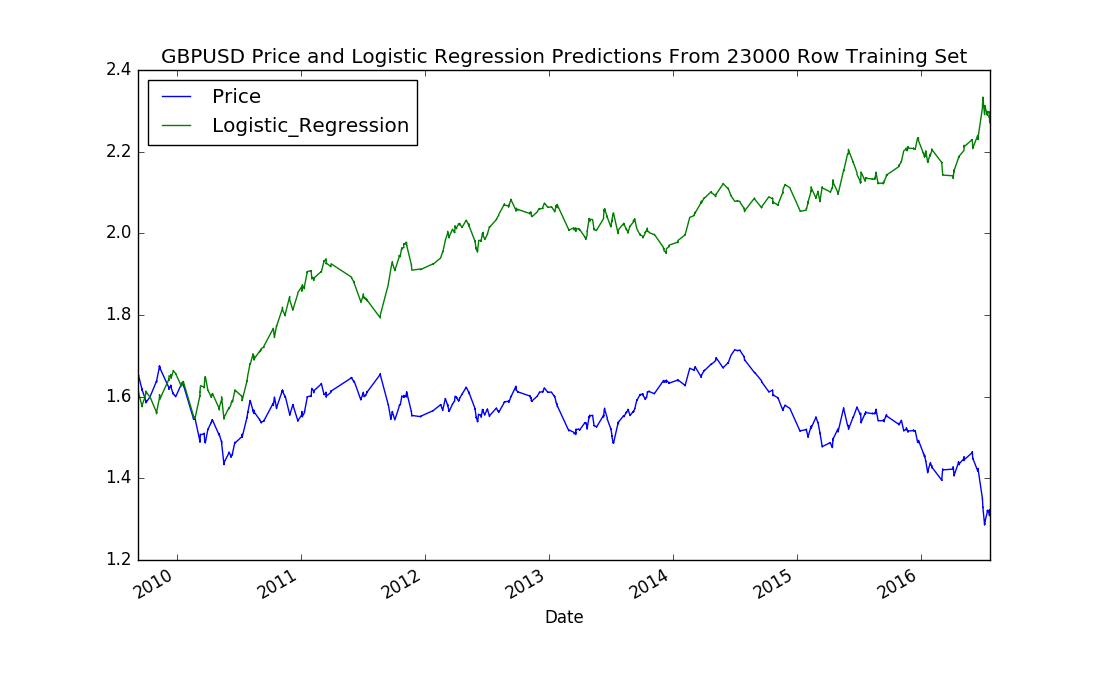 GBPUSD Price and Logistic Regression Predictions From 23000 Row Training Set
2.4
Price
Logistic_Regression
2.2
2.0
1.8
1.6
1.4
1.2
2010 2011 2012 2013 2014 2015 2016
Date